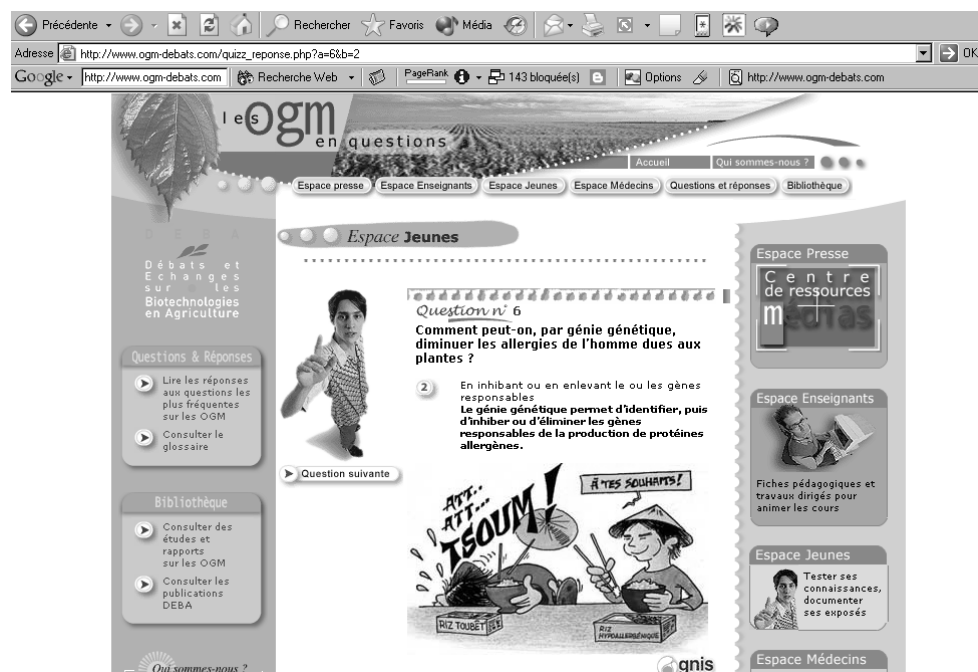 Précédente
Rechercher
Favoris
Média
Adresse
http://www.ogm-debats.com/quizz_reponse.php?a=6&b=2
OK
Google
http://www.ogm-debats.com
Recherche Web
PageRank
143 bloquée(s)
Options
http://www.ogm-debats.com
les ogm
en questions
Accueil
Qui sommes-nous ?
Espace presse
Espace Enseignants
Espace Jeunes
Espace Médecins
Questions et réponses
Bibliothèque
DEBA
Débats et
Echanges
sur les
Biotechnologies
en Agriculture
Questions & Réponses
Lire les réponses
aux questions les
plus fréquentes
sur les OGM
Consulter le
glossaire
Bibliothèque
Consulter des
études et
rapports
sur les OGM
Consulter les
publications
DEBA
Qui sommes-nous ?
Espace Jeunes
Question n° 6
Comment peut-on, par génie génétique,
diminuer les allergies de l'homme dues aux
plantes ?
2
En inhibant ou en enlevant le ou les gènes
responsables
Le génie génétique permet d'identifier, puis
d'inhiber ou d'éliminer les gènes
responsables de la production de protéines
allergènes.
Question suivante
ATT..
ATT...
TSOUM !
À TES SOUHAITS !
RIZ TOUBÊT
RIZ
HYPOALLERGÉNIQUE
gnis
Espace Presse
Centre
de ressources
médias
Espace Enseignants
Fiches pédagogiques et
travaux dirigés pour
animer les cours
Espace Jeunes
Tester ses
connaissances,
documenter
ses exposés
Espace Médecins